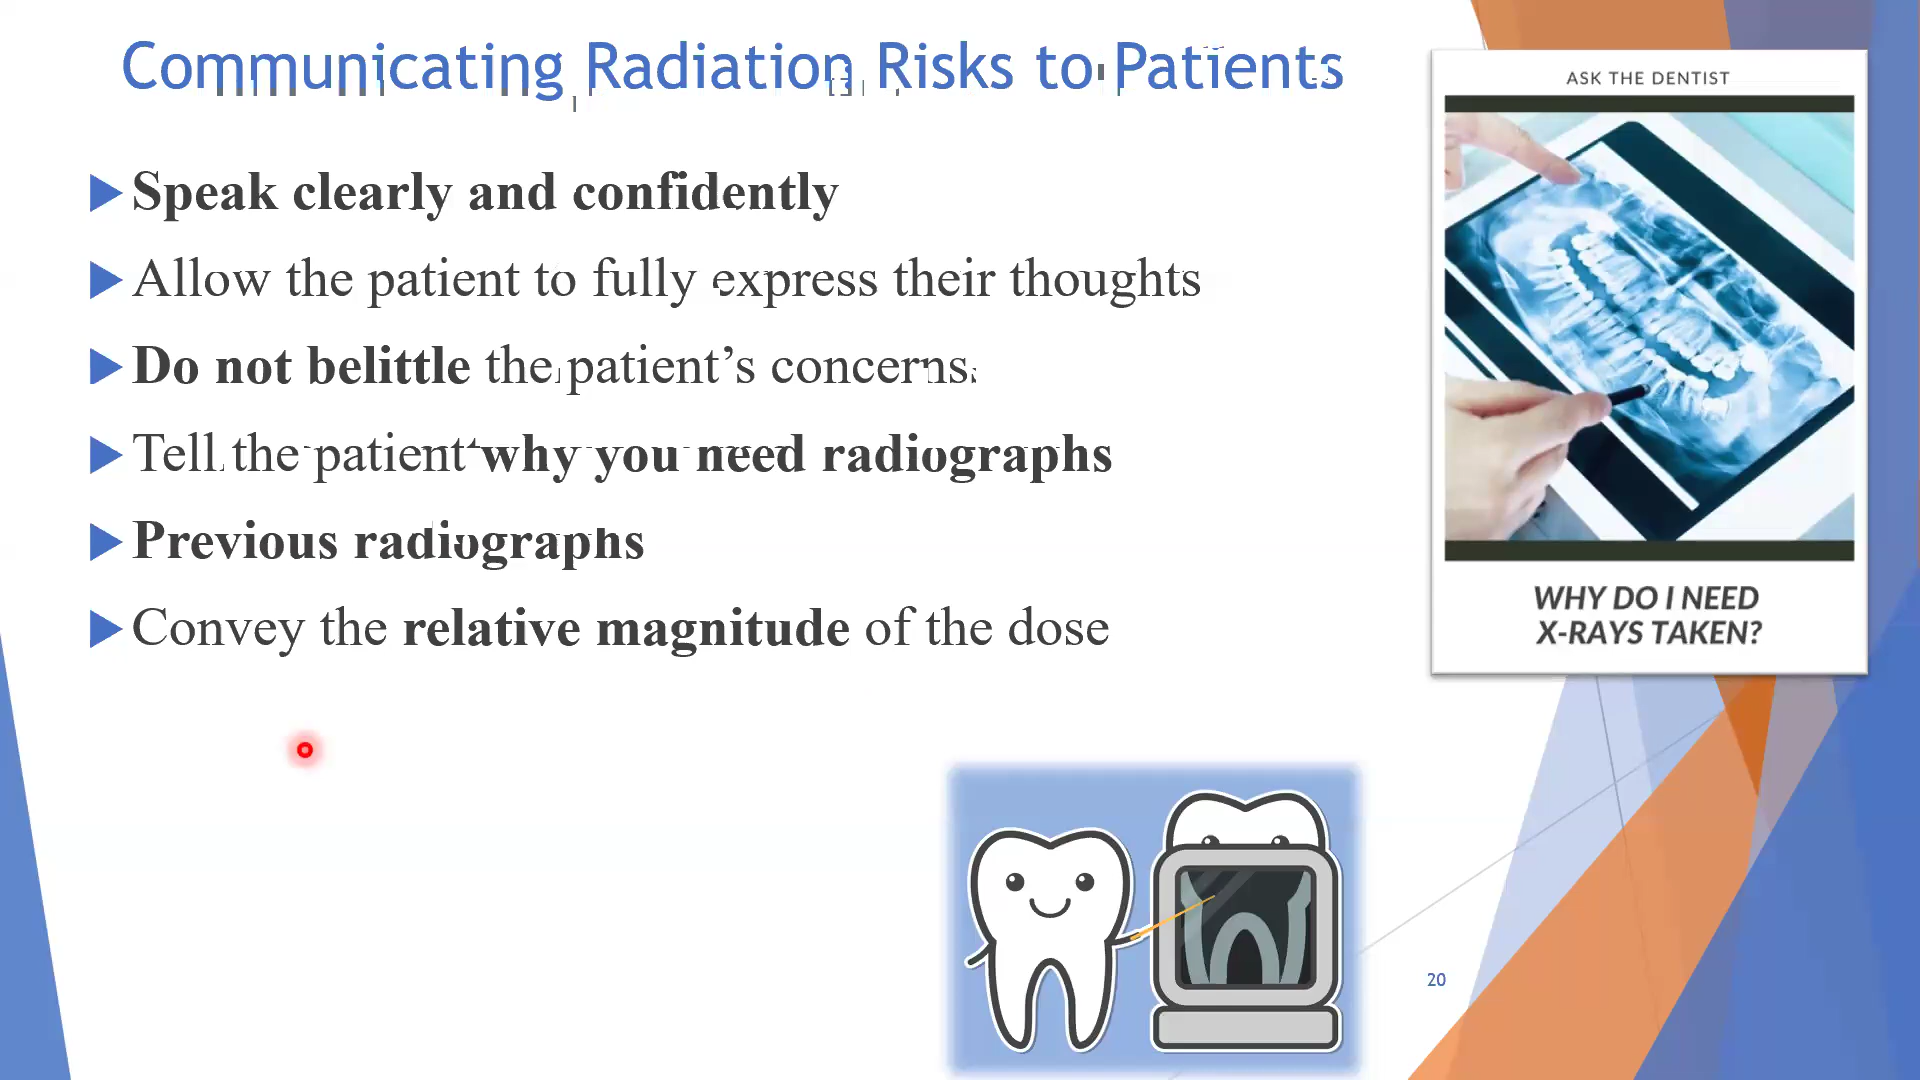 Communicating Radiation Risks to Patients
Speak clearly and confidently
Allow the patient to fully express their thoughts
Do not belittle the patient’s concerns.
Tell the patient why you need radiographs
Previous radiographs
Convey the relative magnitude of the dose
ASK THE DENTIST
WHY DO I NEED
X-RAYS TAKEN?
20